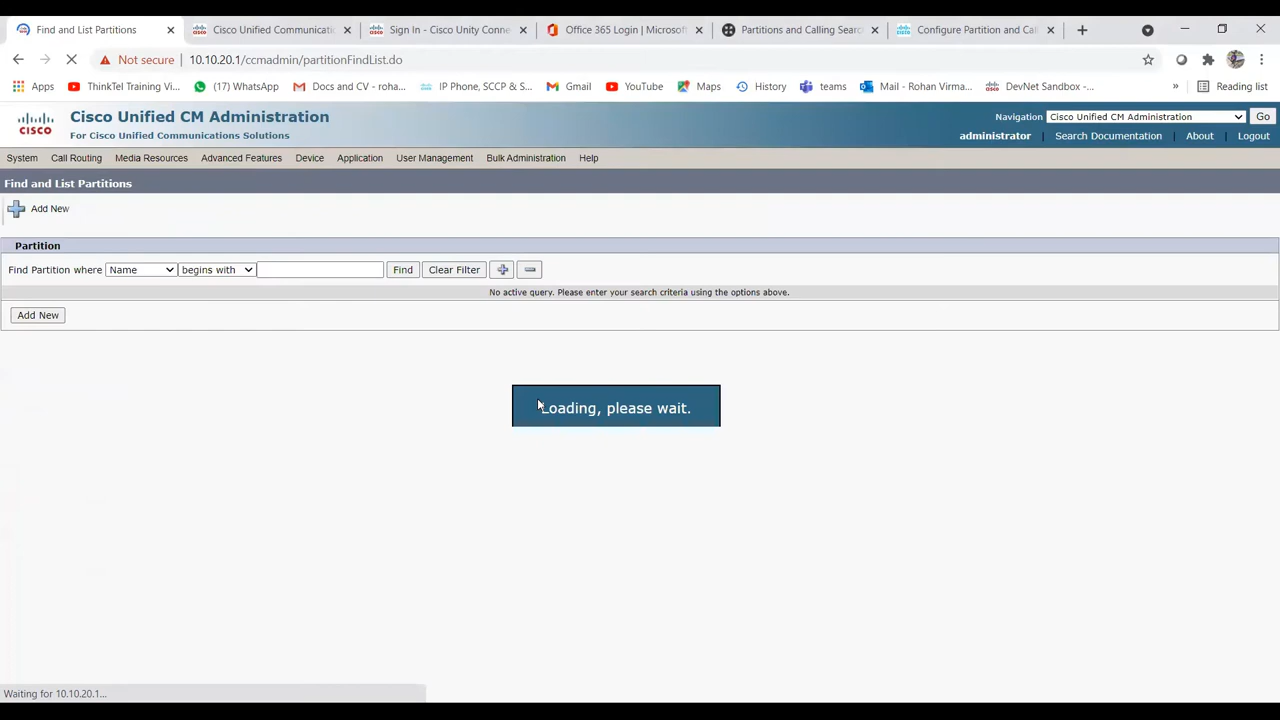 Find and List Partitions
Cisco Unified Communicatio
Sign In - Cisco Unity Conne
Office 365 Login | Microsof
Partitions and Calling Searc
Configure Partition and Cal
Not secure 10.10.20.1/ccmadmin/partitionFindList.do
Apps ThinkTel Training Vi... (17) WhatsApp Docs and CV - roha... IP Phone, SCCP & S... Gmail YouTube Maps History teams Mail - Rohan Virma... DevNet Sandbox -... » Reading list
CISCO
Cisco Unified CM Administration
For Cisco Unified Communications Solutions
Navigation Cisco Unified CM Administration Go
administrator | Search Documentation | About | Logout
System Call Routing Media Resources Advanced Features Device Application User Management Bulk Administration Help
Find and List Partitions
Add New
Partition
Find Partition where Name begins with Find Clear Filter
No active query. Please enter your search criteria using the options above.
Add New
Loading, please wait.
Waiting for 10.10.20.1...